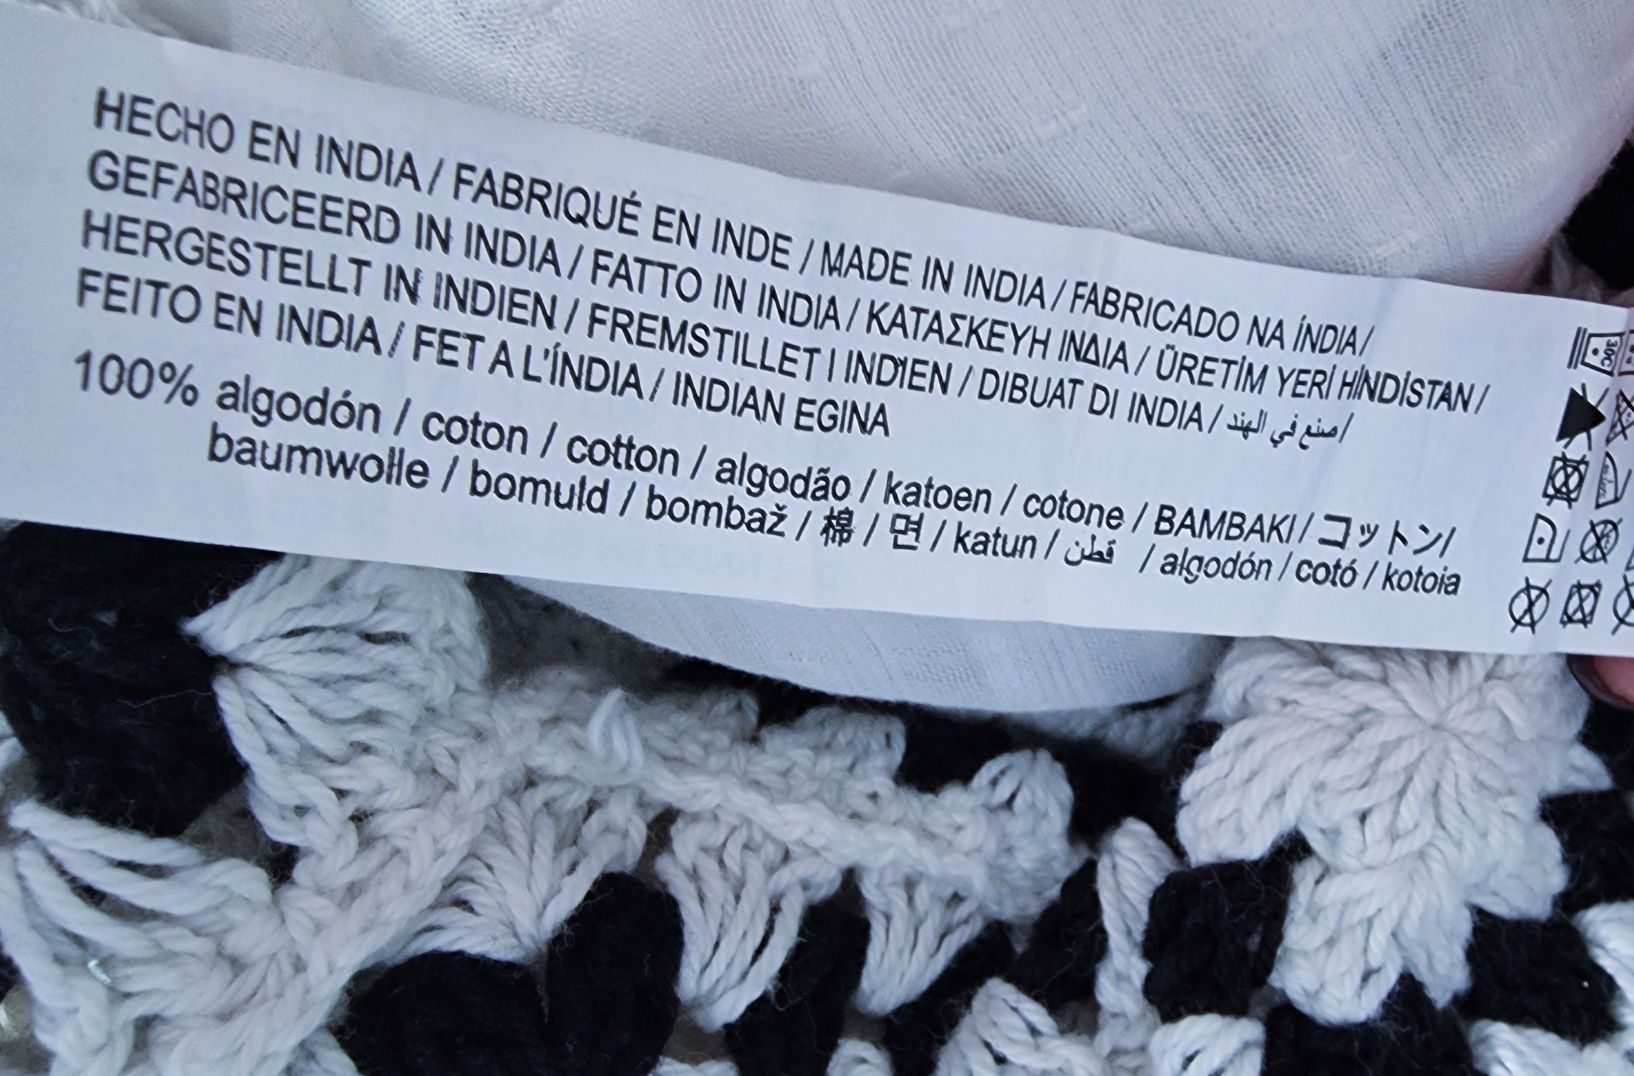 HECHO EN INDIA / FABRIQUÉ EN INDE / MADE IN INDIA / FABRICADO NA ÍNDIA /
GEFABRICEERD IN INDIA / FATTO IN INDIA / ΚΑΤΑΣΚΕΥΗ ΙΝΔΙΑ / ÜRETİM YERİ HİNDİSTAN /
HERGESTELLT IN INDIEN / FREMSTILLET I INDIEN / DIBUAT DI INDIA / صنع في الهند /
FEITO EN INDIA / FET A L'ÍNDIA / INDIAN EGINA
100% algodón / coton / cotton / algodão / katoen / cotone / BAMBAKI / コットン /
baumwolle / bomuld / bombaž / 棉 / 면 / katun / قطن / algodón / cotó / kotoia
30C